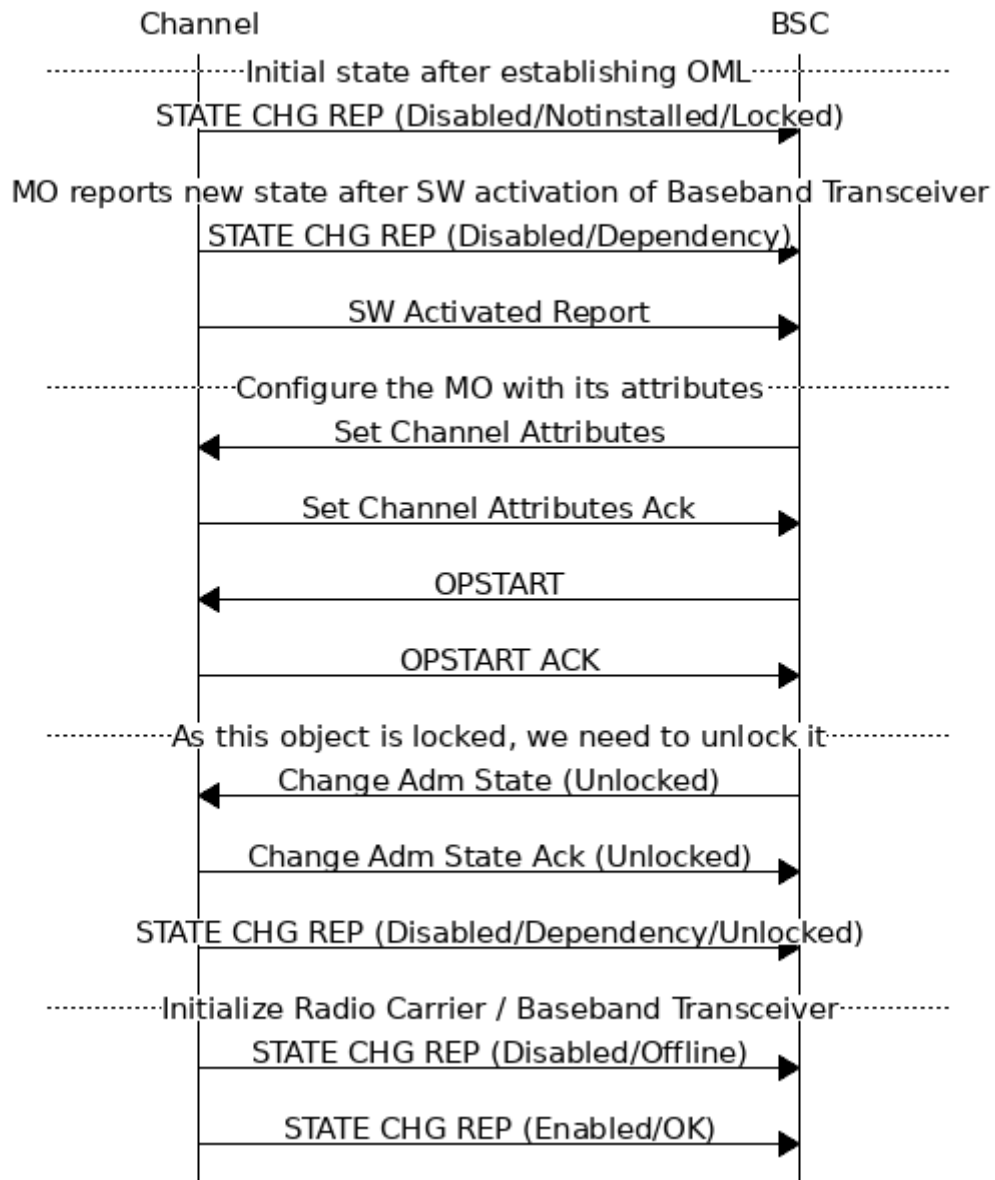 Channel BSC
Initial state after establishing OML
STATE CHG REP (Disabled/Notinstalled/Locked)
MO reports new state after SW activation of Baseband Transceiver
STATE CHG REP (Disabled/Dependency)
SW Activated Report
Configure the MO with its attributes
Set Channel Attributes
Set Channel Attributes Ack
OPSTART
OPSTART ACK
As this object is locked, we need to unlock it
Change Adm State (Unlocked)
Change Adm State Ack (Unlocked)
STATE CHG REP (Disabled/Dependency/Unlocked)
Initialize Radio Carrier / Baseband Transceiver
STATE CHG REP (Disabled/Offline)
STATE CHG REP (Enabled/OK)